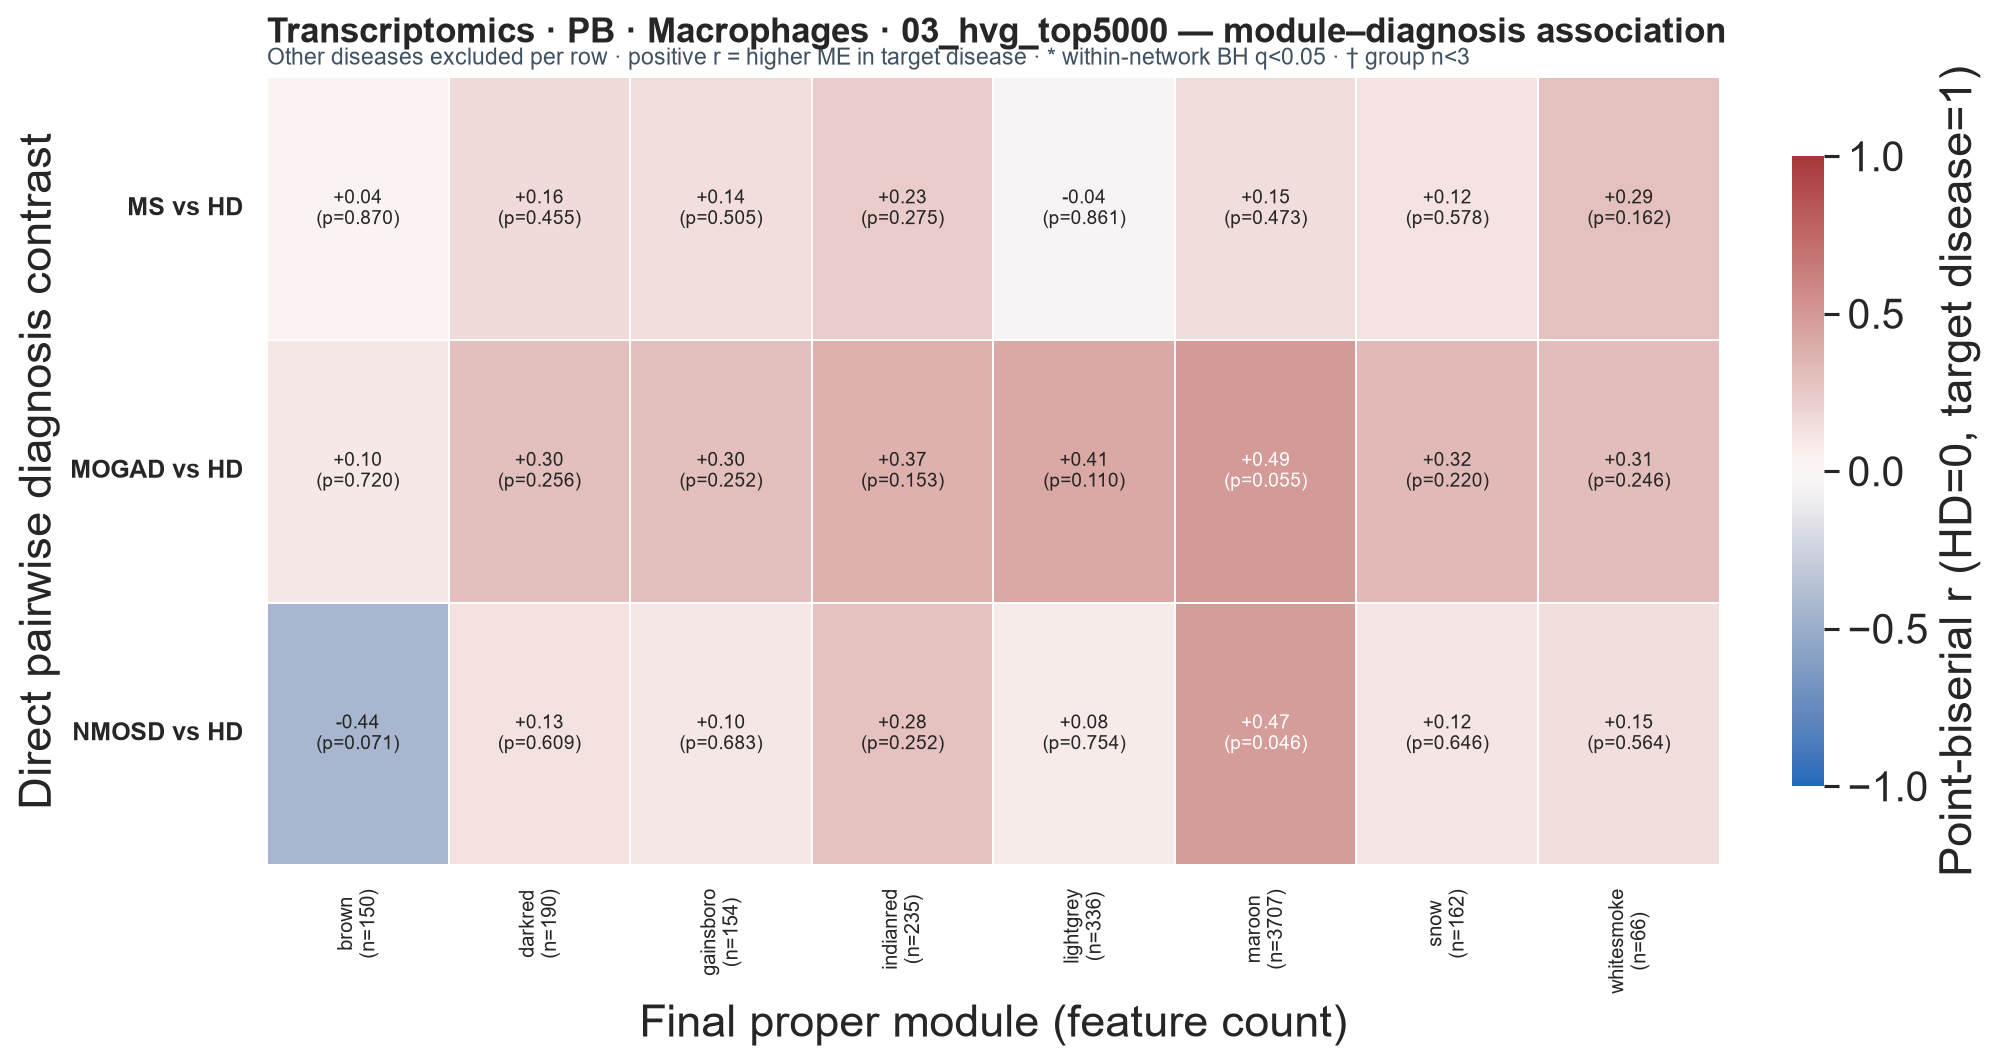 Transcriptomics · PB · Macrophages · 03_hvg_top5000 — module–diagnosis association
Other diseases excluded per row · positive r = higher ME in target disease · * within-network BH q<0.05 · † group n<3
Direct pairwise diagnosis contrast
MS vs HD
+0.04
(p=0.870)
+0.16
(p=0.455)
+0.14
(p=0.505)
+0.23
(p=0.275)
-0.04
(p=0.861)
+0.15
(p=0.473)
+0.12
(p=0.578)
+0.29
(p=0.162)
MOGAD vs HD
+0.10
(p=0.720)
+0.30
(p=0.256)
+0.30
(p=0.252)
+0.37
(p=0.153)
+0.41
(p=0.110)
+0.49
(p=0.055)
+0.32
(p=0.220)
+0.31
(p=0.246)
NMOSD vs HD
-0.44
(p=0.071)
+0.13
(p=0.609)
+0.10
(p=0.683)
+0.28
(p=0.252)
+0.08
(p=0.754)
+0.47
(p=0.046)
+0.12
(p=0.646)
+0.15
(p=0.564)
brown
(n=150)
darkred
(n=190)
gainsboro
(n=154)
indianred
(n=235)
lightgrey
(n=336)
maroon
(n=3707)
snow
(n=162)
whitesmoke
(n=66)
Final proper module (feature count)
1.0
0.5
0.0
−0.5
−1.0
Point-biserial r (HD=0, target disease=1)